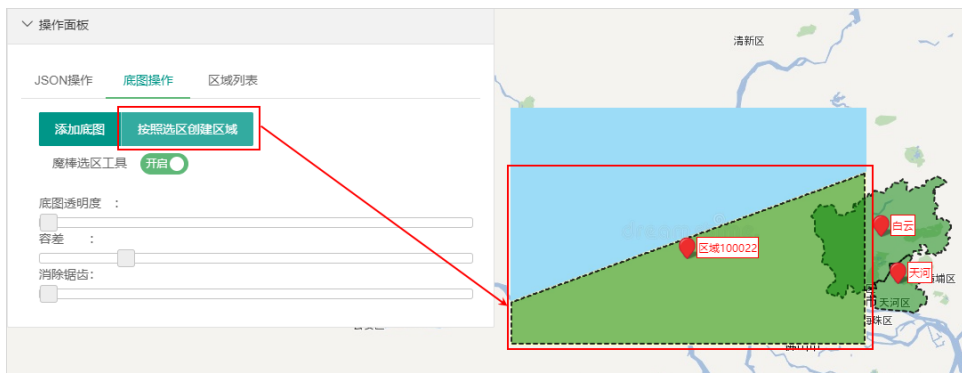 操作面板
JSON操作
底图操作
区域列表
添加底图
按照选区创建区域
魔棒选区工具
开启
底图透明度 :
容差 :
消除锯齿:
清新区
区域100022
白云
天河
天河区
海珠区